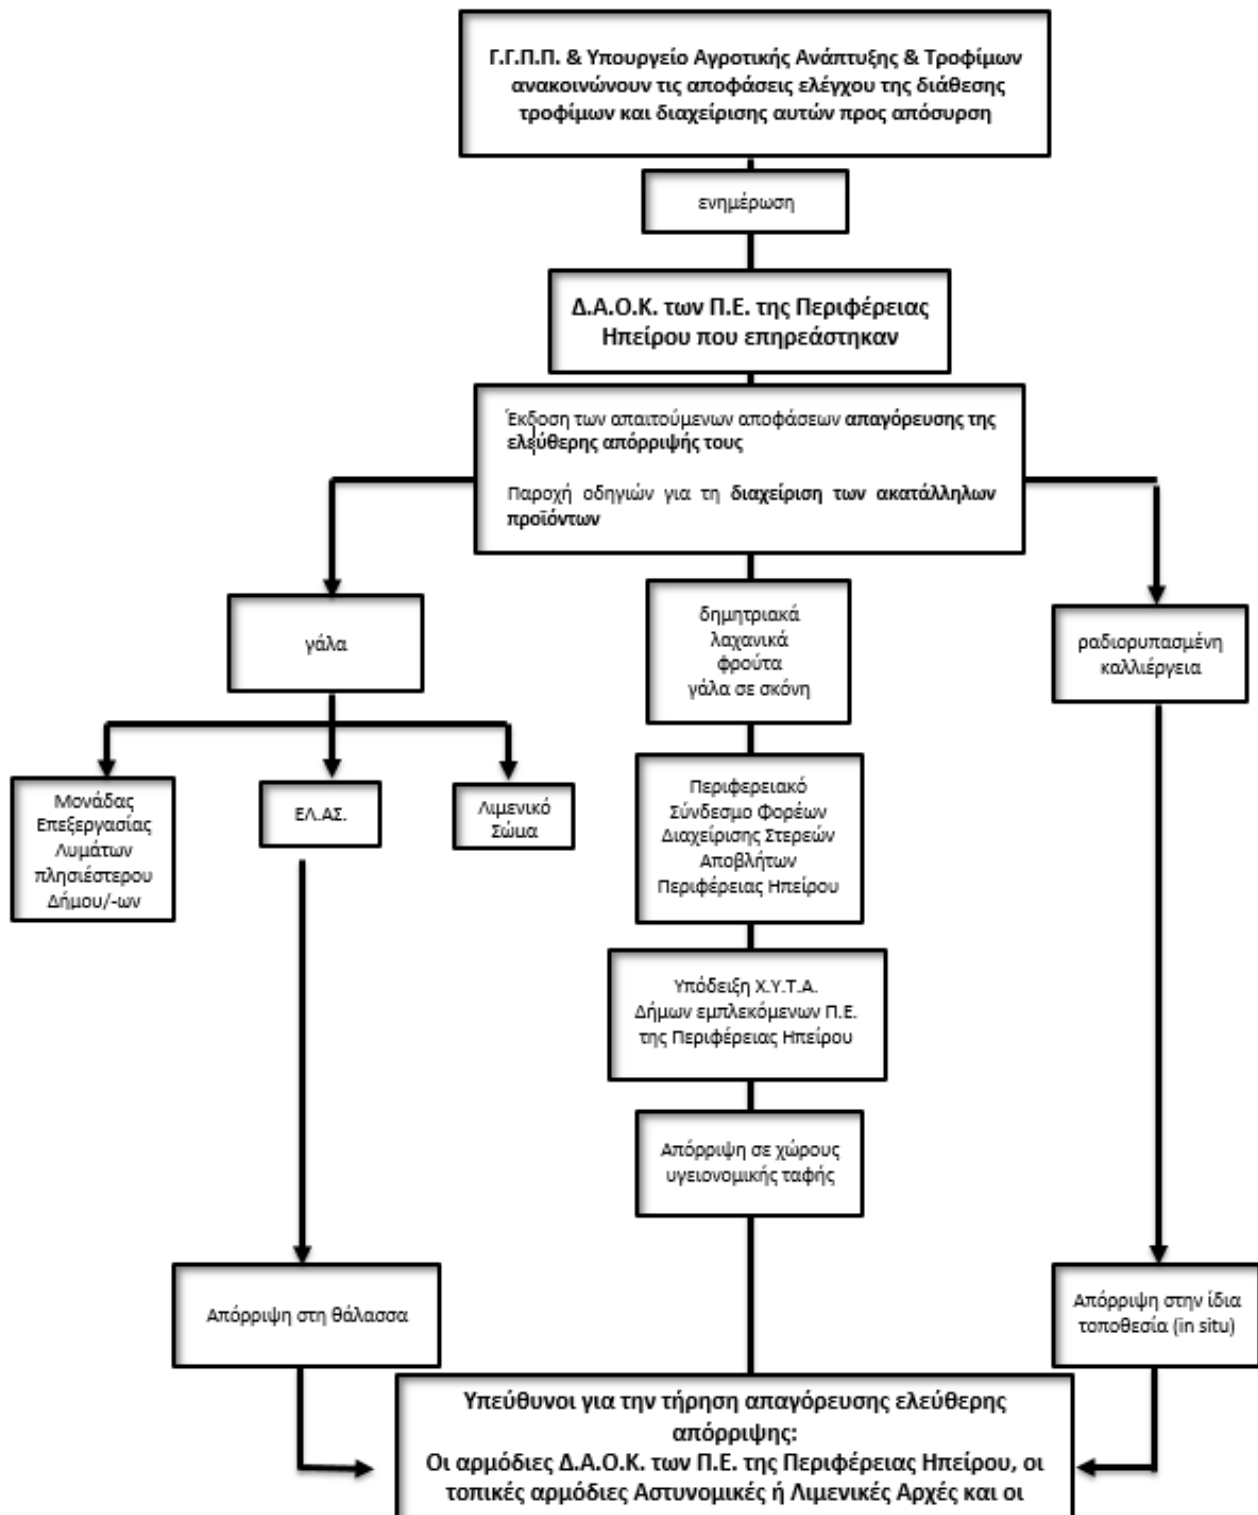 Γ.Γ.Π.Π. & Υπουργείο Αγροτικής Ανάπτυξης & Τροφίμων
ανακοινώνουν τις αποφάσεις ελέγχου της διάθεσης
τροφίμων και διαχείρισης αυτών προς απόσυρση
ενημέρωση
Δ.Α.Ο.Κ. των Π.Ε. της Περιφέρειας
Ηπείρου που επηρεάστηκαν
Έκδοση των απαιτούμενων αποφάσεων απαγόρευσης της
ελεύθερης απόρριψής τους
Παροχή οδηγιών για τη διαχείριση των ακατάλληλων
προϊόντων
γάλα
δημητριακά
λαχανικά
φρούτα
γάλα σε σκόνη
ραδιορυπασμένη
καλλιέργεια
Μονάδας
Επεξεργασίας
Λυμάτων
πλησιέστερου
Δήμου/-ων
ΕΛ.ΑΣ.
Λιμενικό
Σώμα
Περιφερειακό
Σύνδεσμο Φορέων
Διαχείρισης Στερεών
Αποβλήτων
Περιφέρειας Ηπείρου
Υπόδειξη Χ.Υ.Τ.Α.
Δήμων εμπλεκόμενων Π.Ε.
της Περιφέρειας Ηπείρου
Απόρριψη σε χώρους
υγειονομικής ταφής
Απόρριψη στη θάλασσα
Απόρριψη στην ίδια
τοποθεσία (in situ)
Υπεύθυνοι για την τήρηση απαγόρευσης ελεύθερης
απόρριψης:
Οι αρμόδιες Δ.Α.Ο.Κ. των Π.Ε. της Περιφέρειας Ηπείρου, οι
τοπικές αρμόδιες Αστυνομικές ή Λιμενικές Αρχές και οι